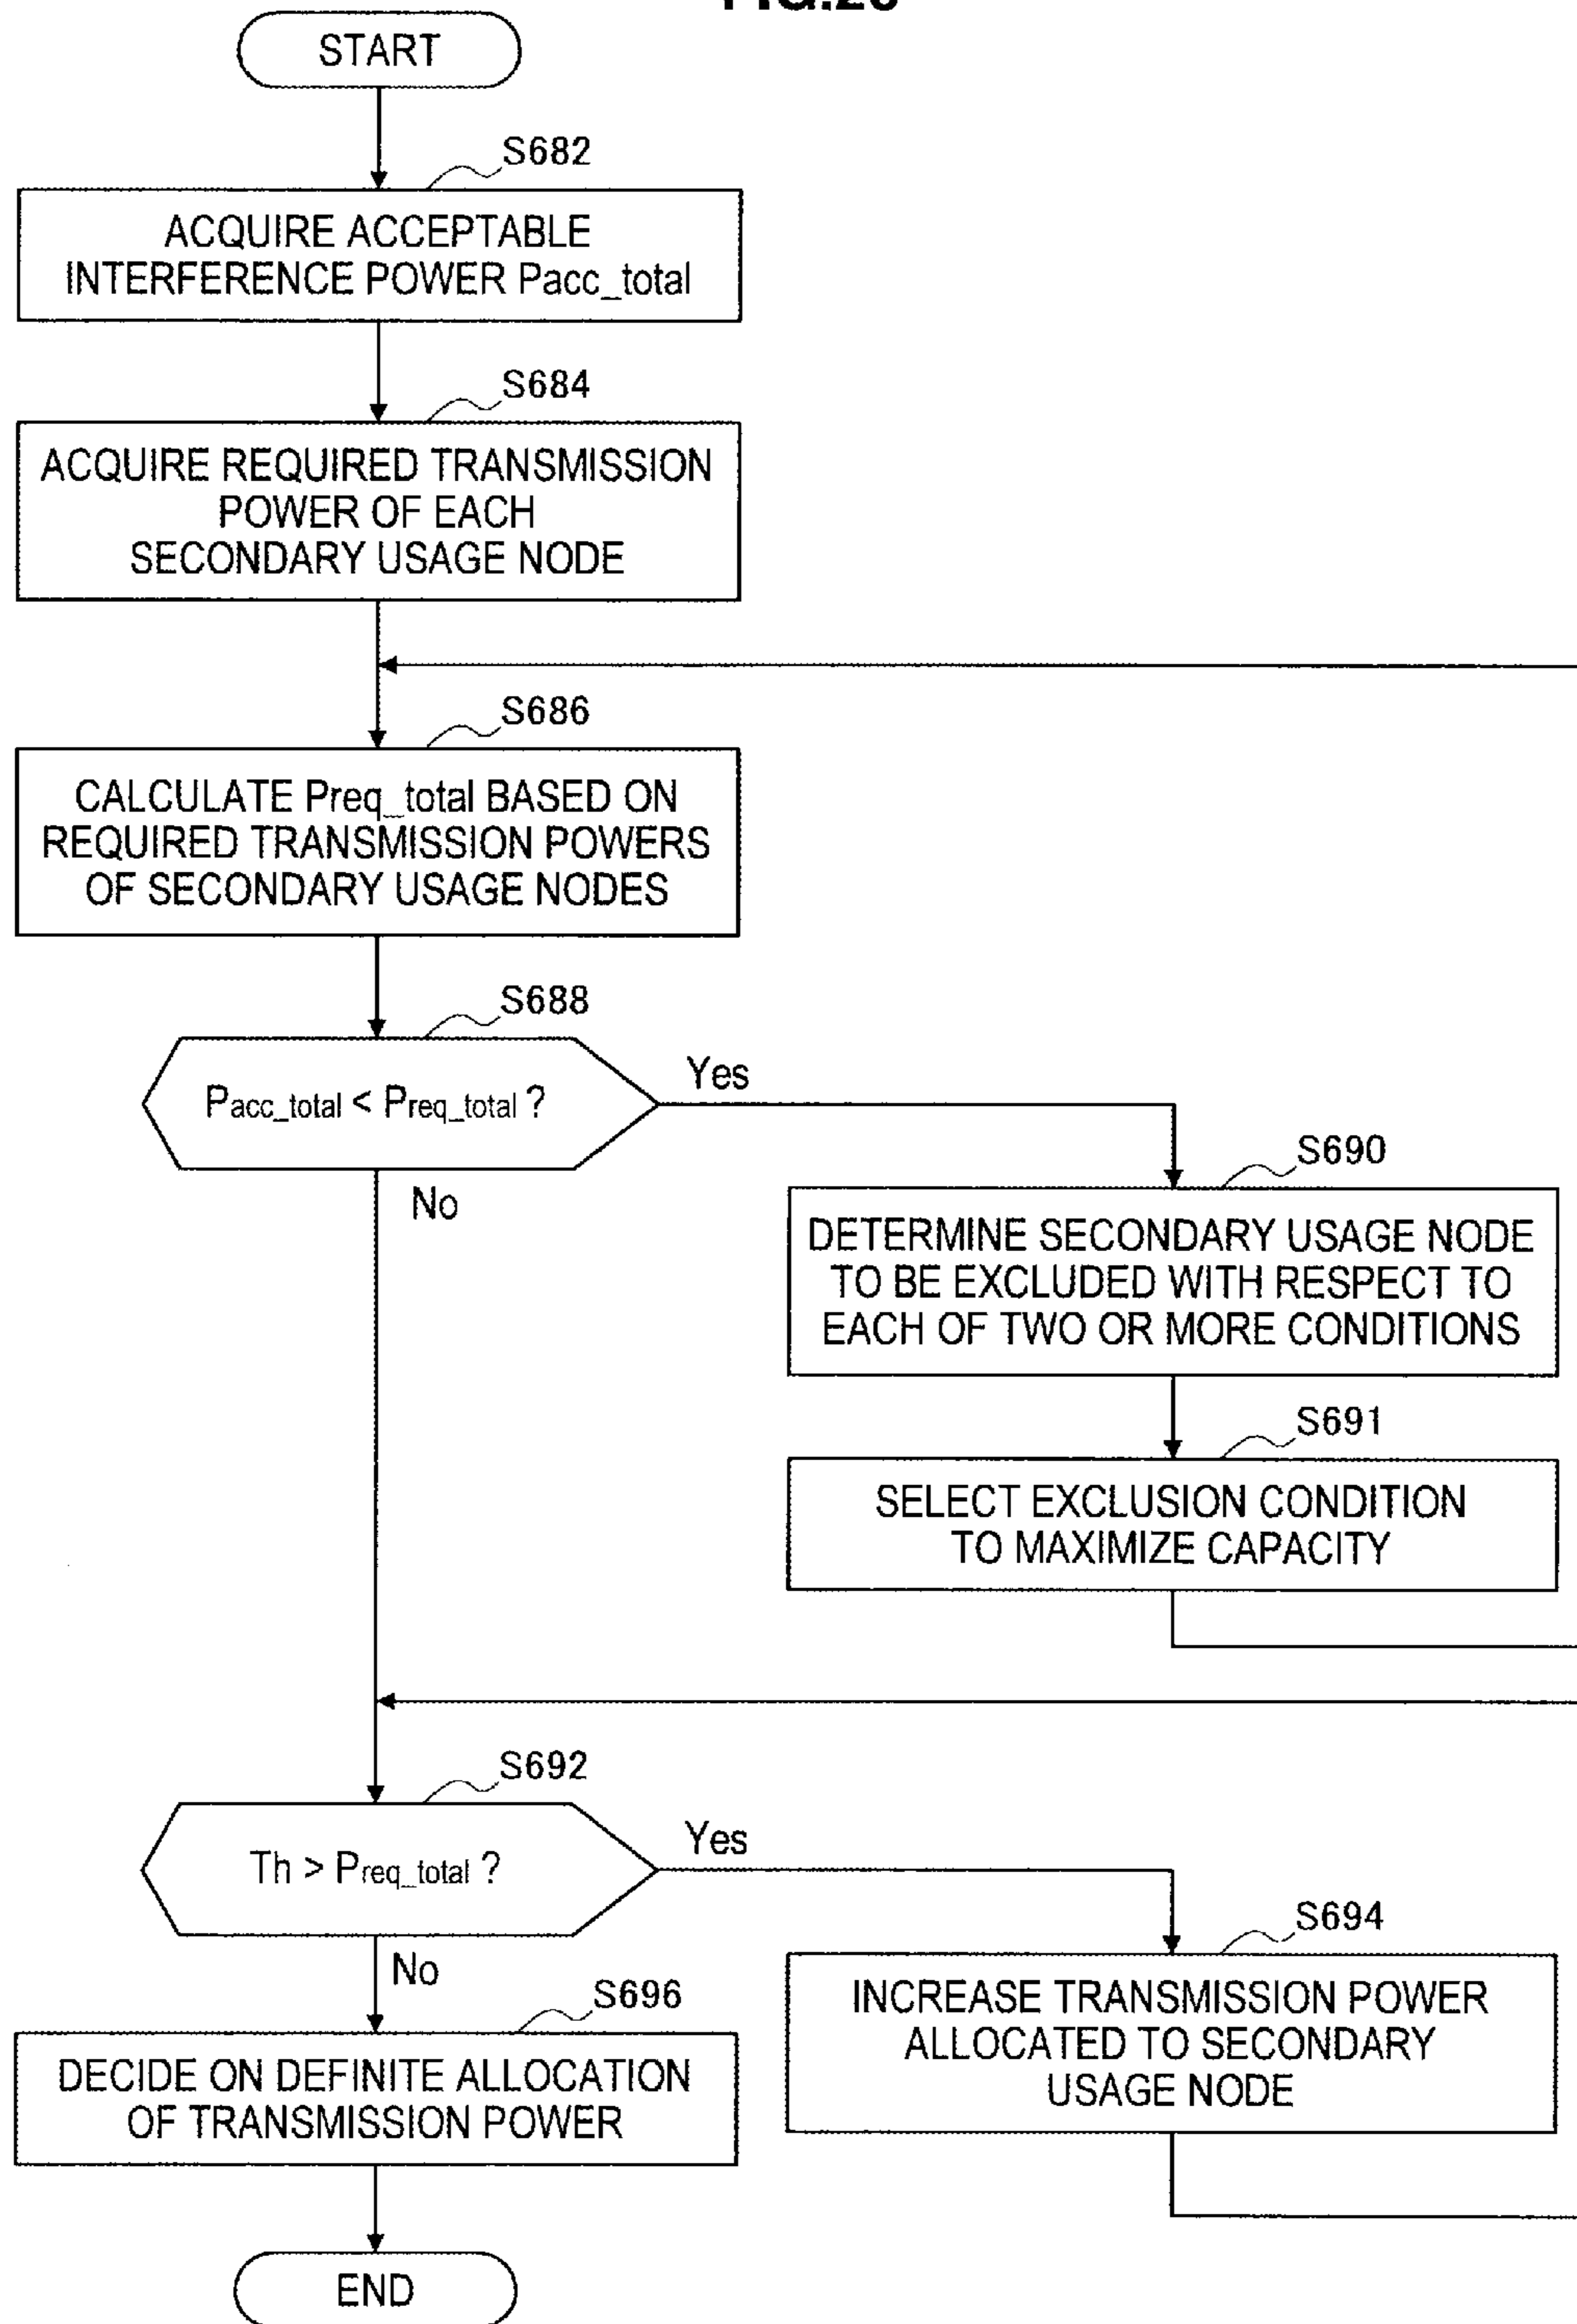 START
S682
ACQUIRE ACCEPTABLE
INTERFERENCE POWER Pacc_total
S684
ACQUIRE REQUIRED TRANSMISSION
POWER OF EACH
SECONDARY USAGE NODE
S686
CALCULATE Preq_total BASED ON
REQUIRED TRANSMISSION POWERS
OF SECONDARY USAGE NODES
S688
Pacc_total < Preq_total ?
Yes
No
S690
DETERMINE SECONDARY USAGE NODE
TO BE EXCLUDED WITH RESPECT TO
EACH OF TWO OR MORE CONDITIONS
S691
SELECT EXCLUSION CONDITION
TO MAXIMIZE CAPACITY
S692
Th > Preq_total ?
Yes
No
S694
INCREASE TRANSMISSION POWER
ALLOCATED TO SECONDARY
USAGE NODE
S696
DECIDE ON DEFINITE ALLOCATION
OF TRANSMISSION POWER
END